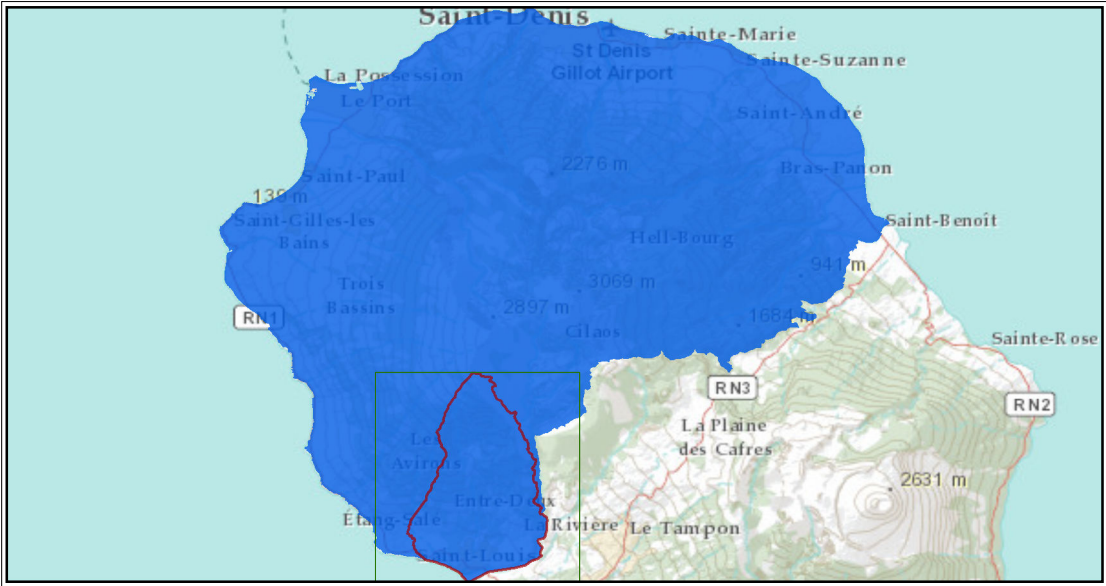 Saint-Denis
Sainte-Marie
St Denis
Gillot Airport
Sainte-Suzanne
La Possession
Le Port
Saint-André
2276 m
Bras-Panon
Saint-Paul
139 m
Saint-Gilles-les
Bains
Saint-Benoît
Hell-Bourg
941 m
3069 m
Trois
Bassins
2897 m
1684 m
RN1
Cilaos
Sainte-Rose
RN3
RN2
La Plaine
des Cafres
Les
Avirons
2631 m
Entre-Deux
Étang-Salé
La Rivière
Le Tampon
Saint-Louis